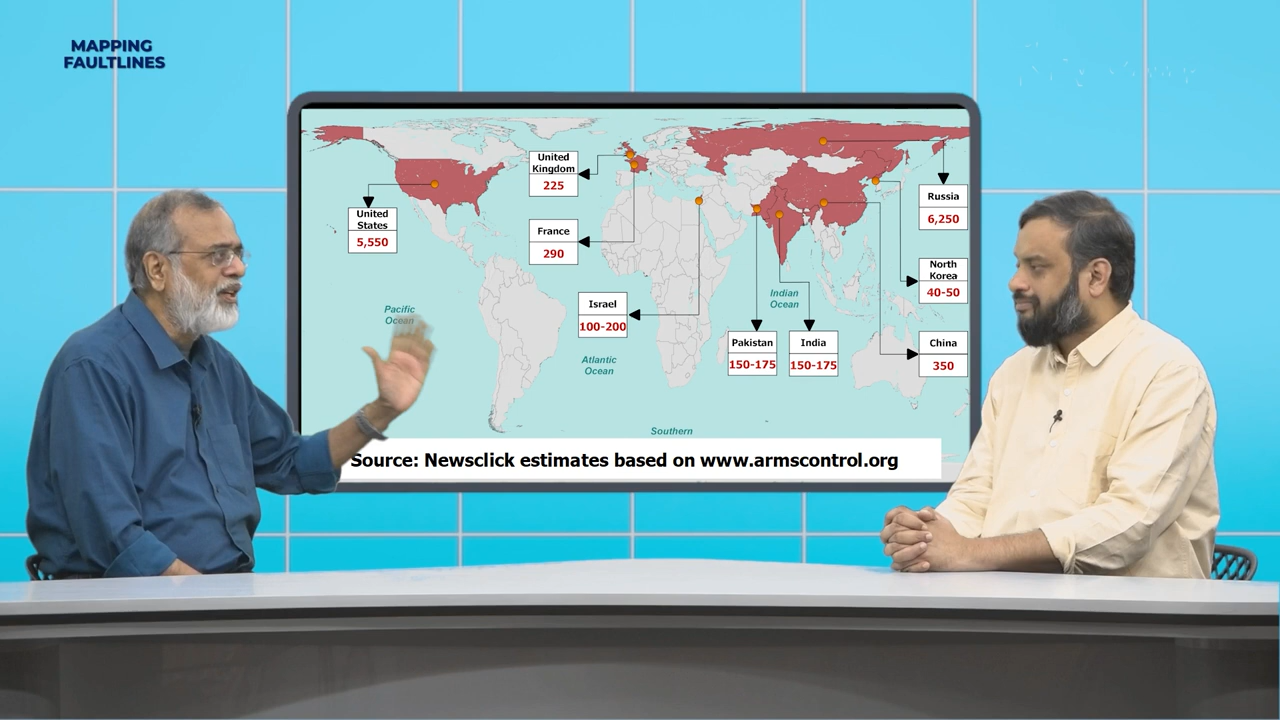 MAPPING
FAULTLINES
United
Kingdom
225
United
States
5,550
France
290
Israel
100-200
Pacific
Ocean
Atlantic
Ocean
Indian
Ocean
Pakistan
150-175
India
150-175
Russia
6,250
North
Korea
40-50
China
350
Southern
Source: Newsclick estimates based on www.armscontrol.org